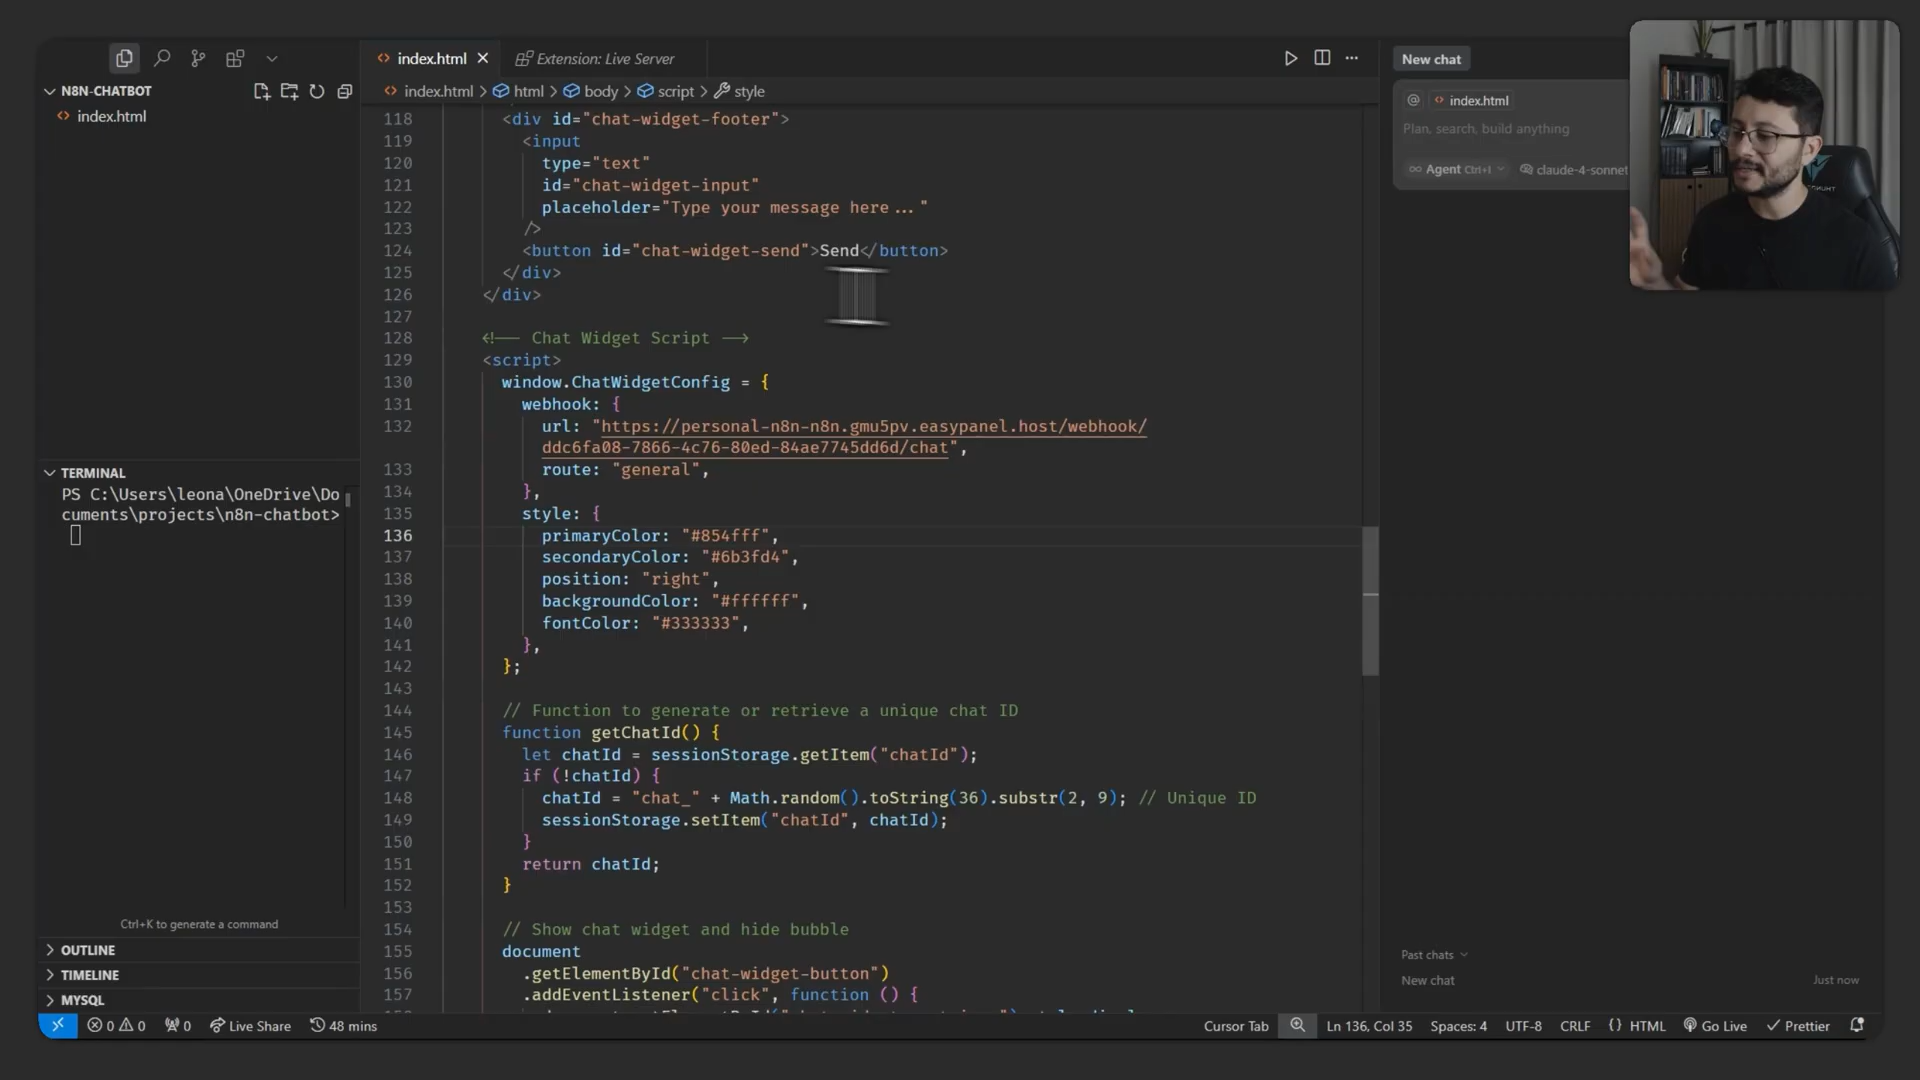 index.html
Extension: Live Server
New chat
N8N-CHATBOT
index.html
index.html > html > body > script > style
@ index.html
Plan, search, build anything
Agent Ctrl+I
claude-4-sonnet
118 <div id="chat-widget-footer">
119 <input
120 type="text"
121 id="chat-widget-input"
122 placeholder="Type your message here..."
123 />
124 <button id="chat-widget-send">Send</button>
125 </div>
126 </div>
127
128 <!-- Chat Widget Script -->
129 <script>
130 window.ChatWidgetConfig = {
131 webhook: {
132 url: "https://personal-n8n-n8n.gmu5pv.easypanel.host/webhook/
ddc6fa08-7866-4c76-80ed-84ae7745dd6d/chat",
133 route: "general",
134 },
135 style: {
136 primaryColor: "#854fff",
137 secondaryColor: "#6b3fd4",
138 position: "right",
139 backgroundColor: "#ffffff",
140 fontColor: "#333333",
141 },
142 };
143
144 // Function to generate or retrieve a unique chat ID
145 function getChatId() {
146 let chatId = sessionStorage.getItem("chatId");
147 if (!chatId) {
148 chatId = "chat_" + Math.random().toString(36).substr(2, 9); // Unique ID
149 sessionStorage.setItem("chatId", chatId);
150 }
151 return chatId;
152 }
153
154 // Show chat widget and hide bubble
155 document
156 .getElementById("chat-widget-button")
157 .addEventListener("click", function () {
TERMINAL
PS C:\Users\leona\OneDrive\Do
cuments\projects\n8n-chatbot>
Ctrl+K to generate a command
OUTLINE
TIMELINE
MYSQL
Past chats
New chat
Just now
0 0 0 Live Share 48 mins
Cursor Tab Ln 136, Col 35 Spaces: 4 UTF-8 CRLF {} HTML Go Live Prettier